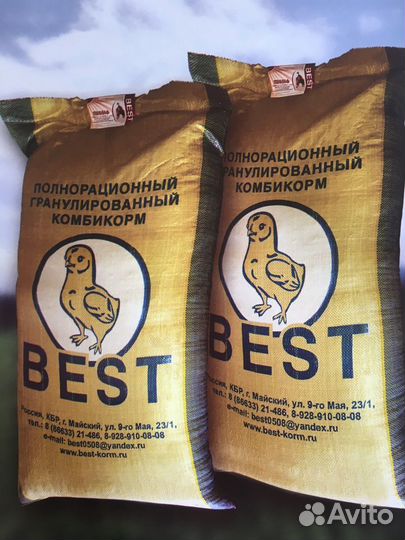 BEST
ПОЛНОРАЦИОННЫЙ
ГРАНУЛИРОВАННЫЙ
КОМБИКОРМ
BEST
Россия, КБР, г. Майский, ул. 9-го Мая, 23/1,
тел.: 8 (86633) 21-486, 8-928-910-08-08
e-mail: best0508@yandex.ru
www.best-korm.ru
BEST
ПОЛНОРАЦИОННЫЙ
ГРАНУЛИРОВАННЫЙ
КОМБИКОРМ
BEST
Россия, КБР, г. Майский, ул. 9-го Мая, 23/1,
тел.: 8 (86633) 21-486, 8-928-910-08-08
e-mail: best0508@yandex.ru
www.best-korm.ru
Avito